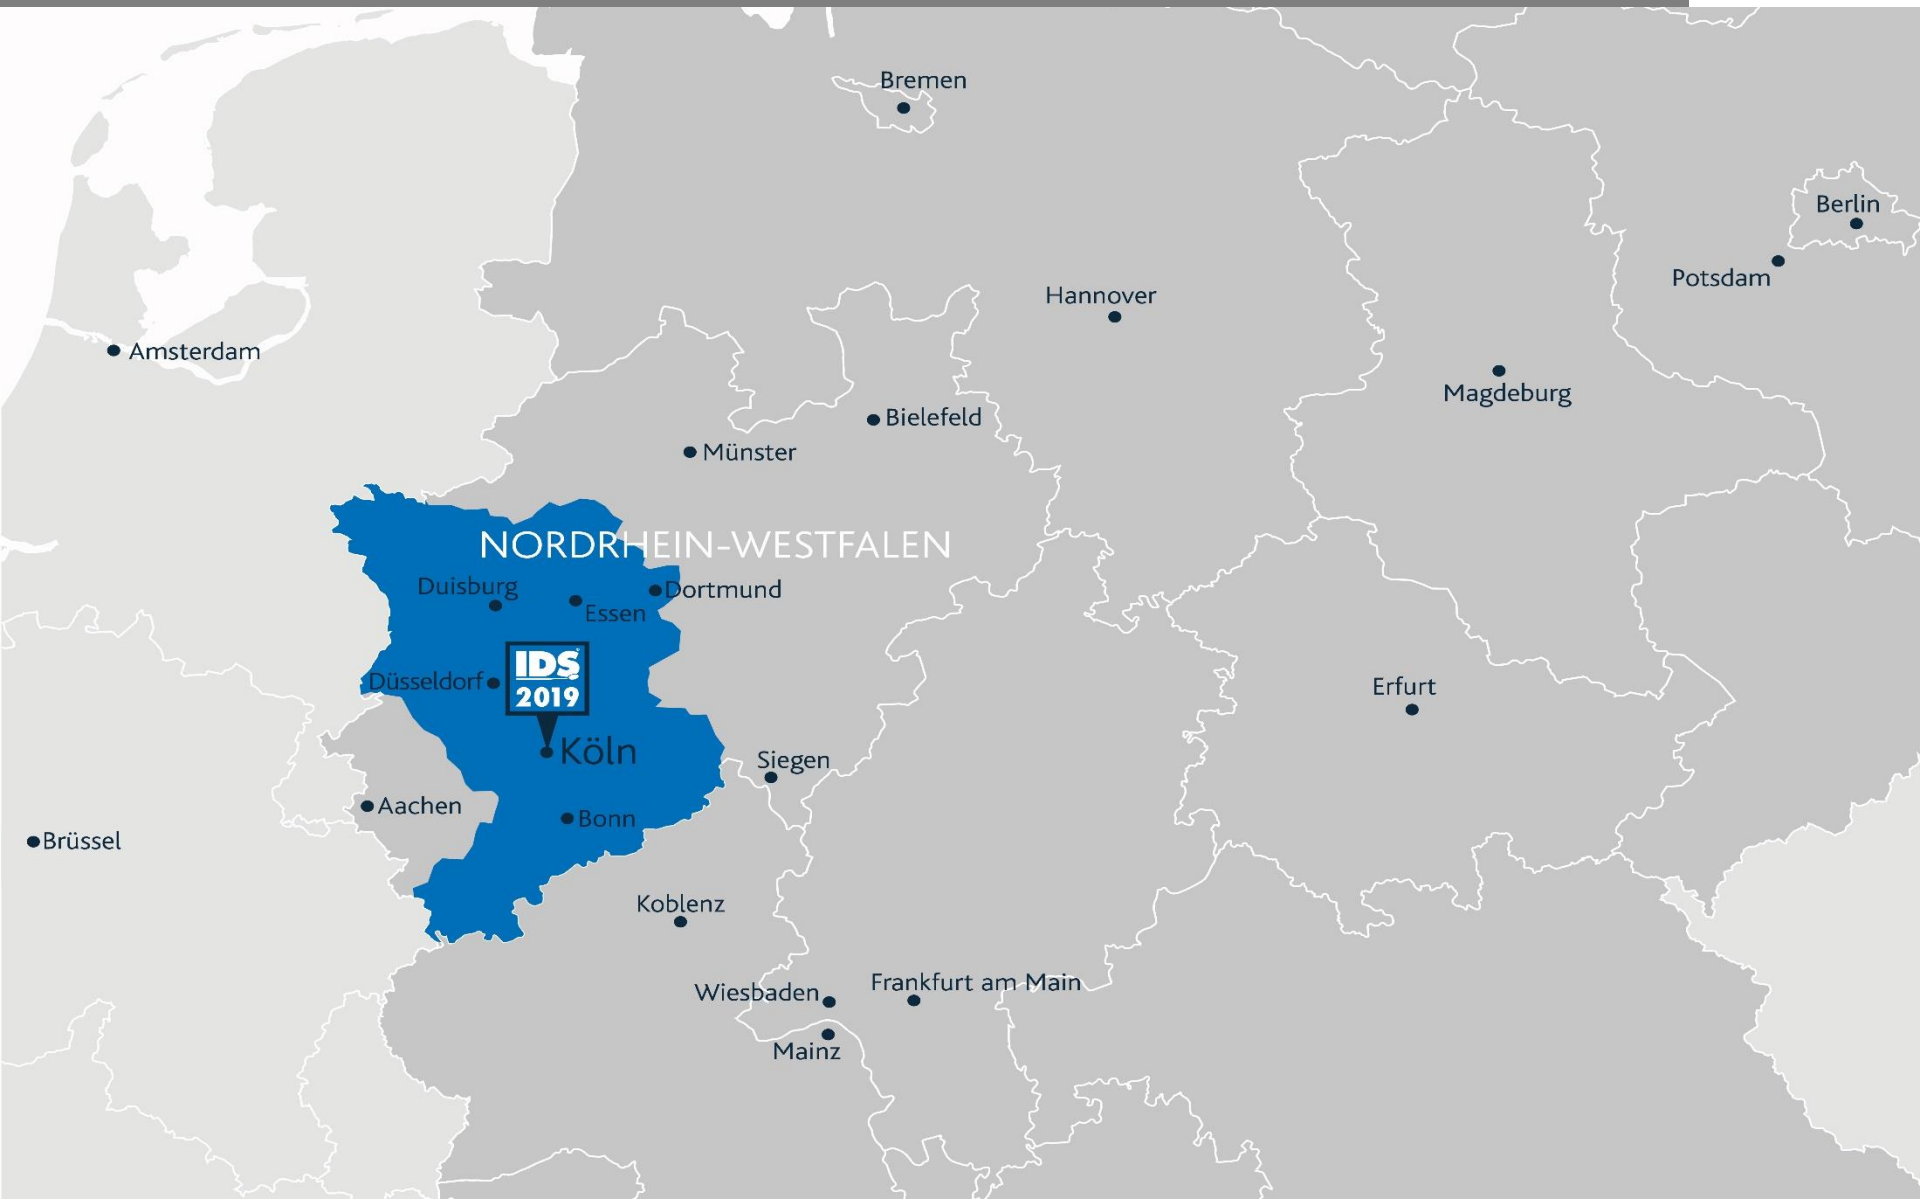 Bremen
Berlin
Potsdam
Hannover
Amsterdam
Magdeburg
Bielefeld
Münster
NORDRHEIN-WESTFALEN
Duisburg
Dortmund
Essen
IDS
2019
Düsseldorf
Erfurt
Köln
Siegen
Aachen
Bonn
Brüssel
Koblenz
Frankfurt am Main
Wiesbaden
Mainz